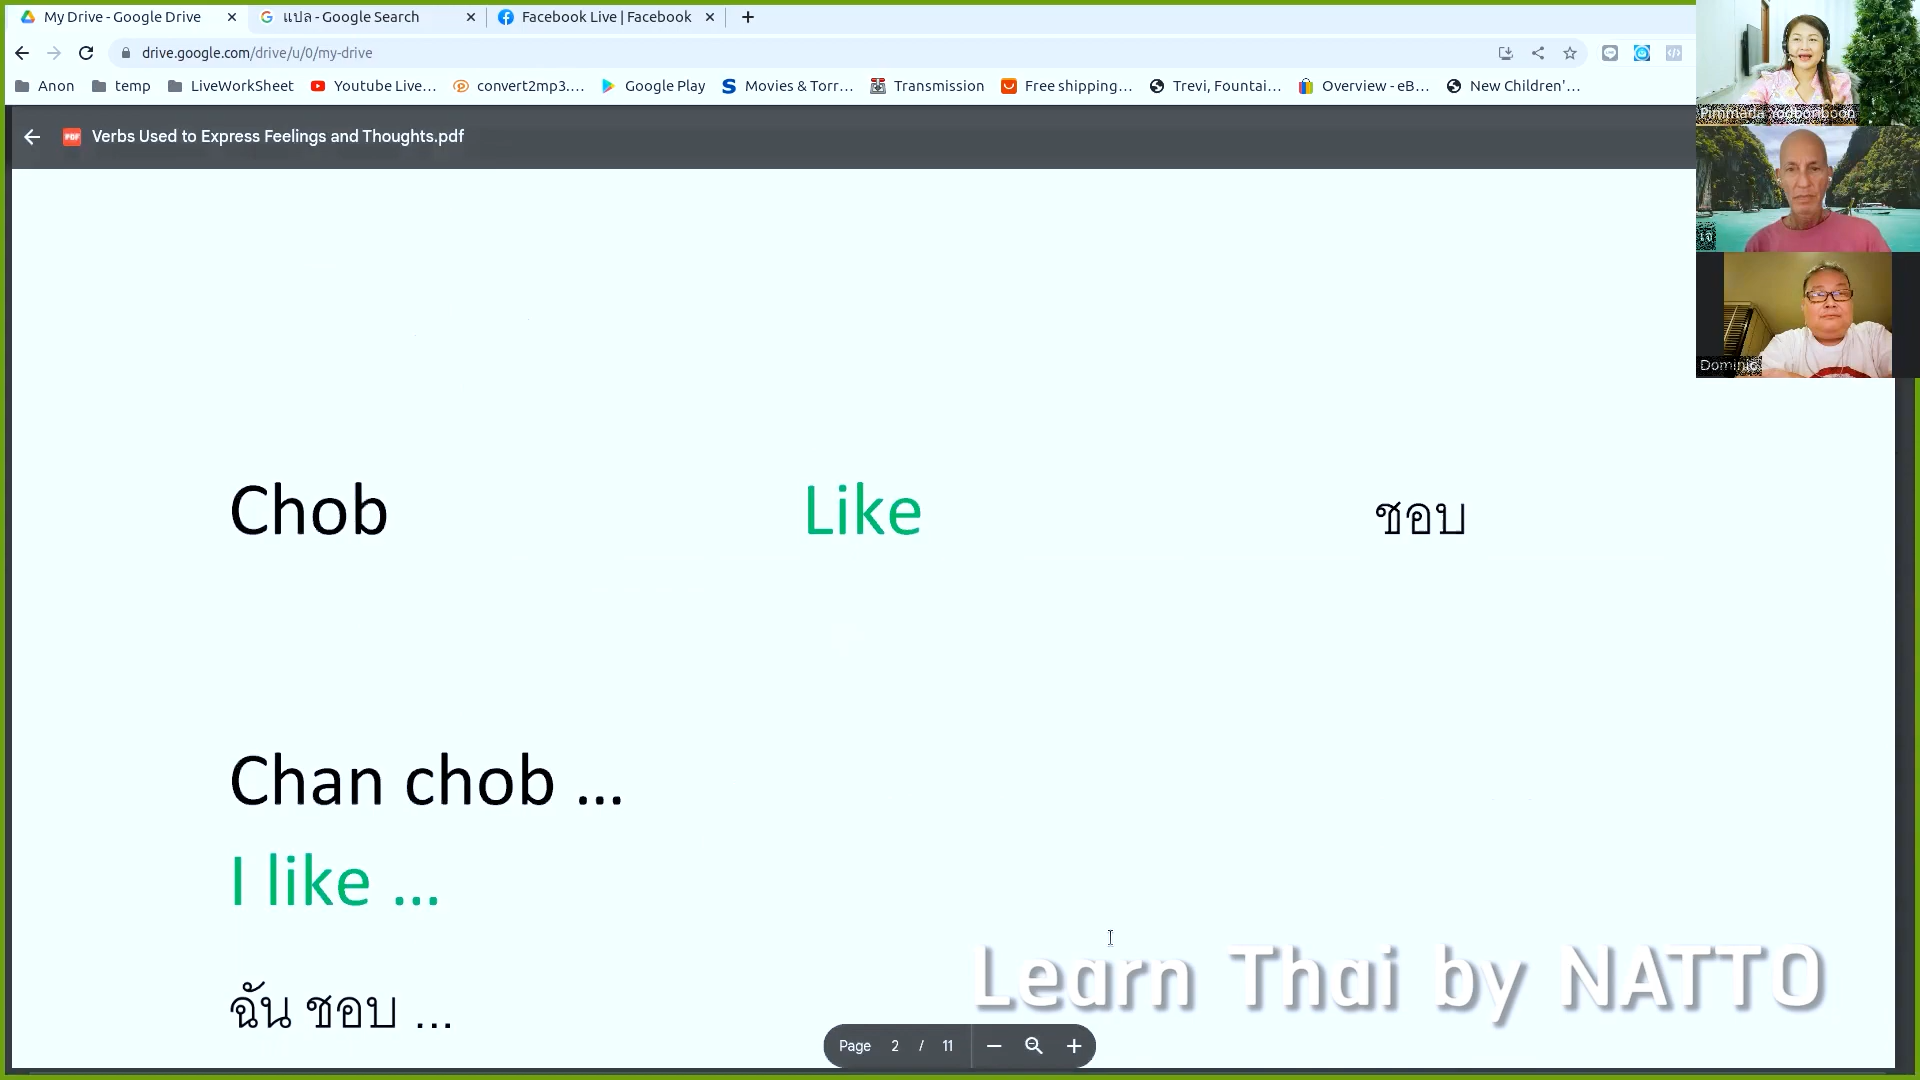 My Drive - Google Drive
แปล - Google Search
Facebook Live | Facebook
drive.google.com/drive/u/0/my-drive
Anon
temp
LiveWorkSheet
Youtube Live...
convert2mp3....
Google Play
Movies & Torr...
Transmission
Free shipping...
Trevi, Fountai...
Overview - eB...
New Children'...
PDF
Verbs Used to Express Feelings and Thoughts.pdf
Dominic
Chob
Like
ชอบ
Chan chob ...
I like ...
ฉัน ชอบ ...
Learn Thai by NATTO
Page 2 / 11